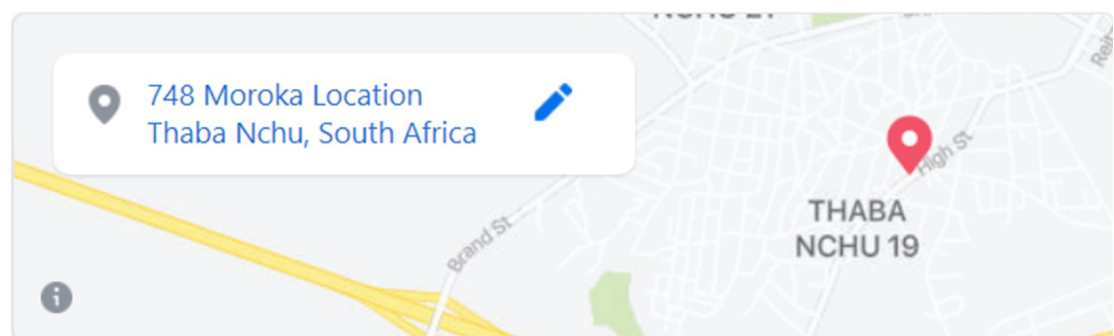 748 Moroka Location
Thaba Nchu, South Africa
High St
THABA
NCHU 19
Brand St